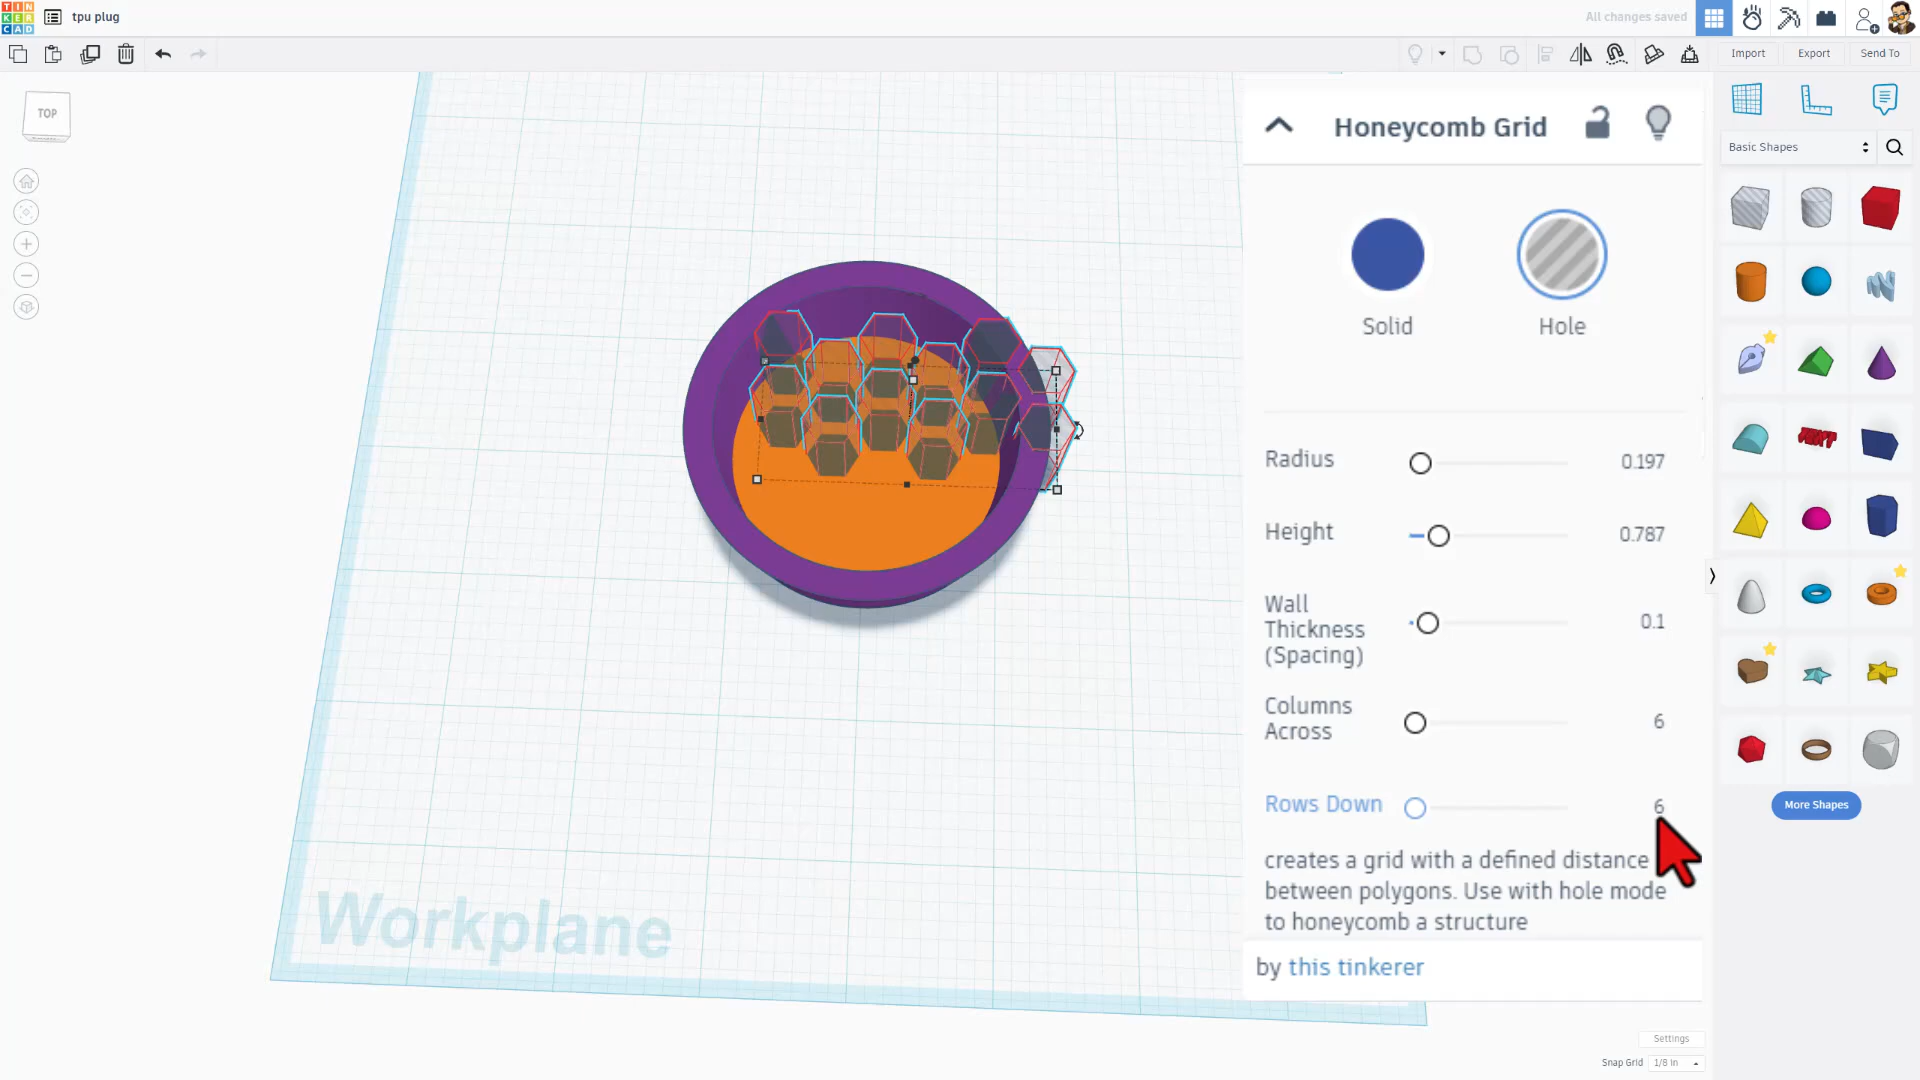 TIN
KER
CAD
tpu plug
All changes saved
Import
Export
Send To
TOP
Honeycomb Grid
Basic Shapes
Solid
Hole
Radius
0.197
Height
0.787
Wall
Thickness
(Spacing)
0.1
Columns
Across
6
Rows Down
6
creates a grid with a defined distance
between polygons. Use with hole mode
to honeycomb a structure
by this tinkerer
More Shapes
Workplane
Settings
Snap Grid
1/8 in